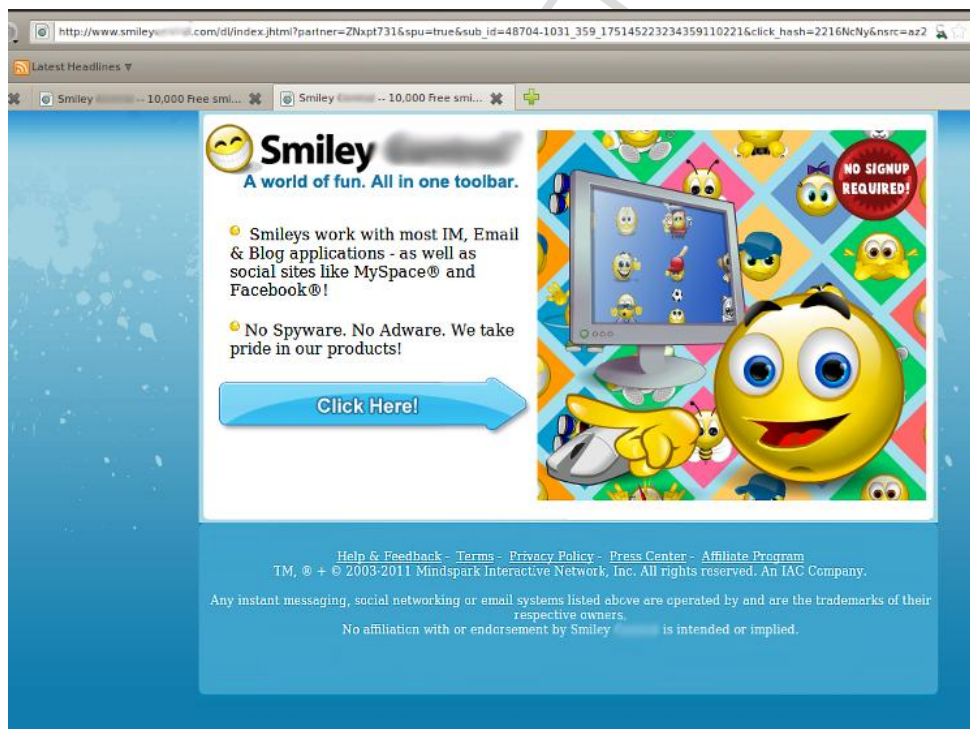 http://www.smiley .com/dl/index.jhtml?partner=ZNxpt731&spu=true&sub_id=48704-1031_359_175145223234359110221&click_hash=2216NcNy&nsrc=az2
Latest Headlines
Smiley -- 10,000 Free smi...
Smiley -- 10,000 Free smi...
Smiley
A world of fun. All in one toolbar.
NO SIGNUP
REQUIRED!
Smileys work with most IM, Email
& Blog applications - as well as
social sites like MySpace® and
Facebook®!
No Spyware. No Adware. We take
pride in our products!
Click Here!
Help & Feedback - Terms - Privacy Policy - Press Center - Affiliate Program
TM, ® + © 2003-2011 Mindspark Interactive Network, Inc. All rights reserved. An IAC Company.
Any instant messaging, social networking or email systems listed above are operated by and are the trademarks of their
respective owners.
No affiliation with or endorsement by Smiley is intended or implied.